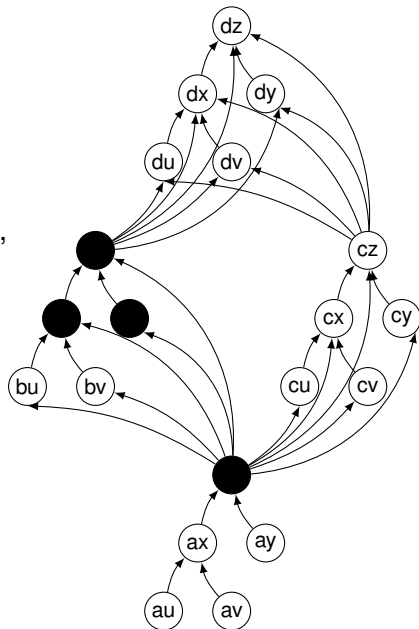 dz
dx dy
du dv
,
cz
cx cy
bu bv cu cv
ax ay
au av